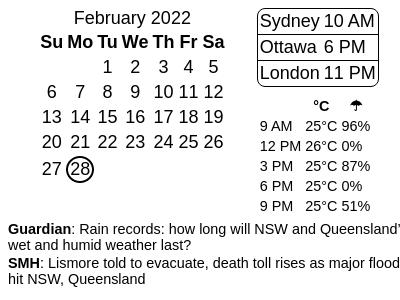 February 2022
Su Mo Tu We Th Fr Sa
1 2 3 4 5
6 7 8 9 10 11 12
13 14 15 16 17 18 19
20 21 22 23 24 25 26
27 28
Sydney 10 AM
Ottawa 6 PM
London 11 PM
°C ☂
9 AM 25°C 96%
12 PM 26°C 0%
3 PM 25°C 87%
6 PM 25°C 0%
9 PM 25°C 51%
Guardian: Rain records: how long will NSW and Queensland'
wet and humid weather last?
SMH: Lismore told to evacuate, death toll rises as major flood
hit NSW, Queensland